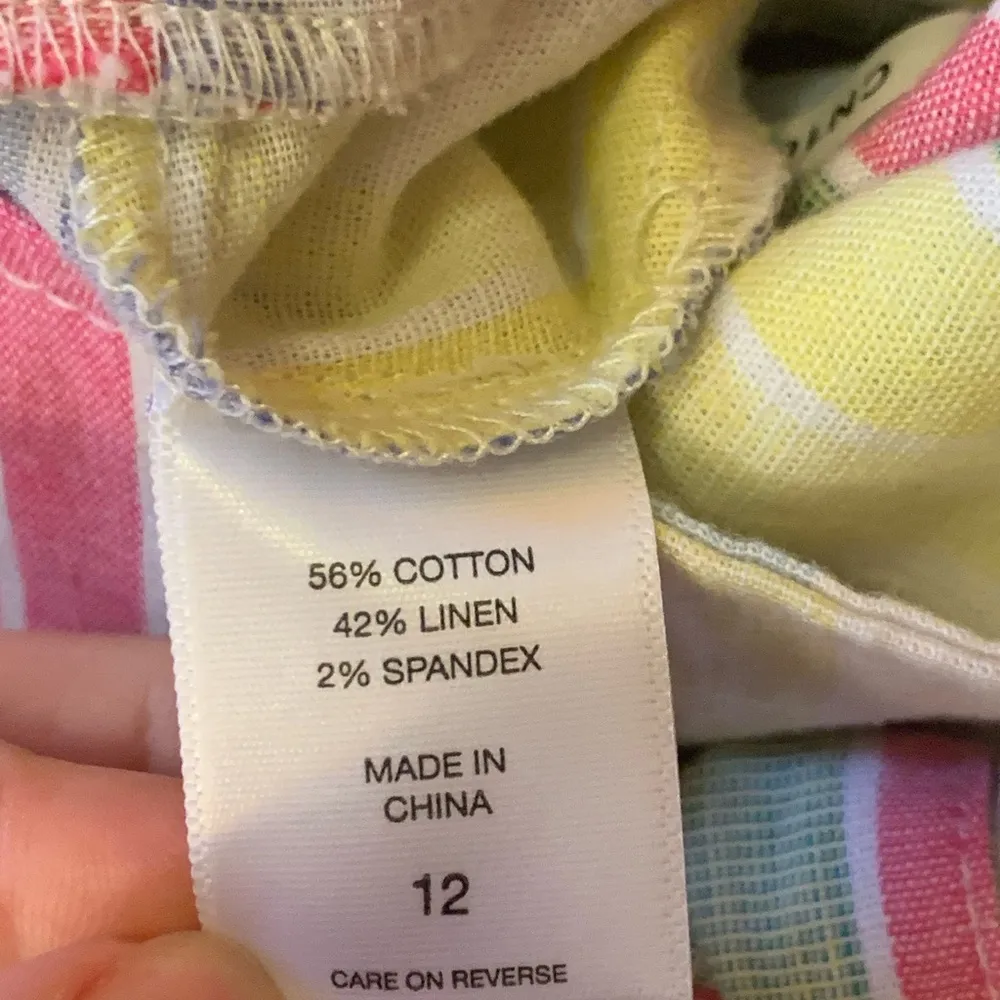 56% COTTON
42% LINEN
2% SPANDEX
MADE IN
CHINA
12
CARE ON REVERSE